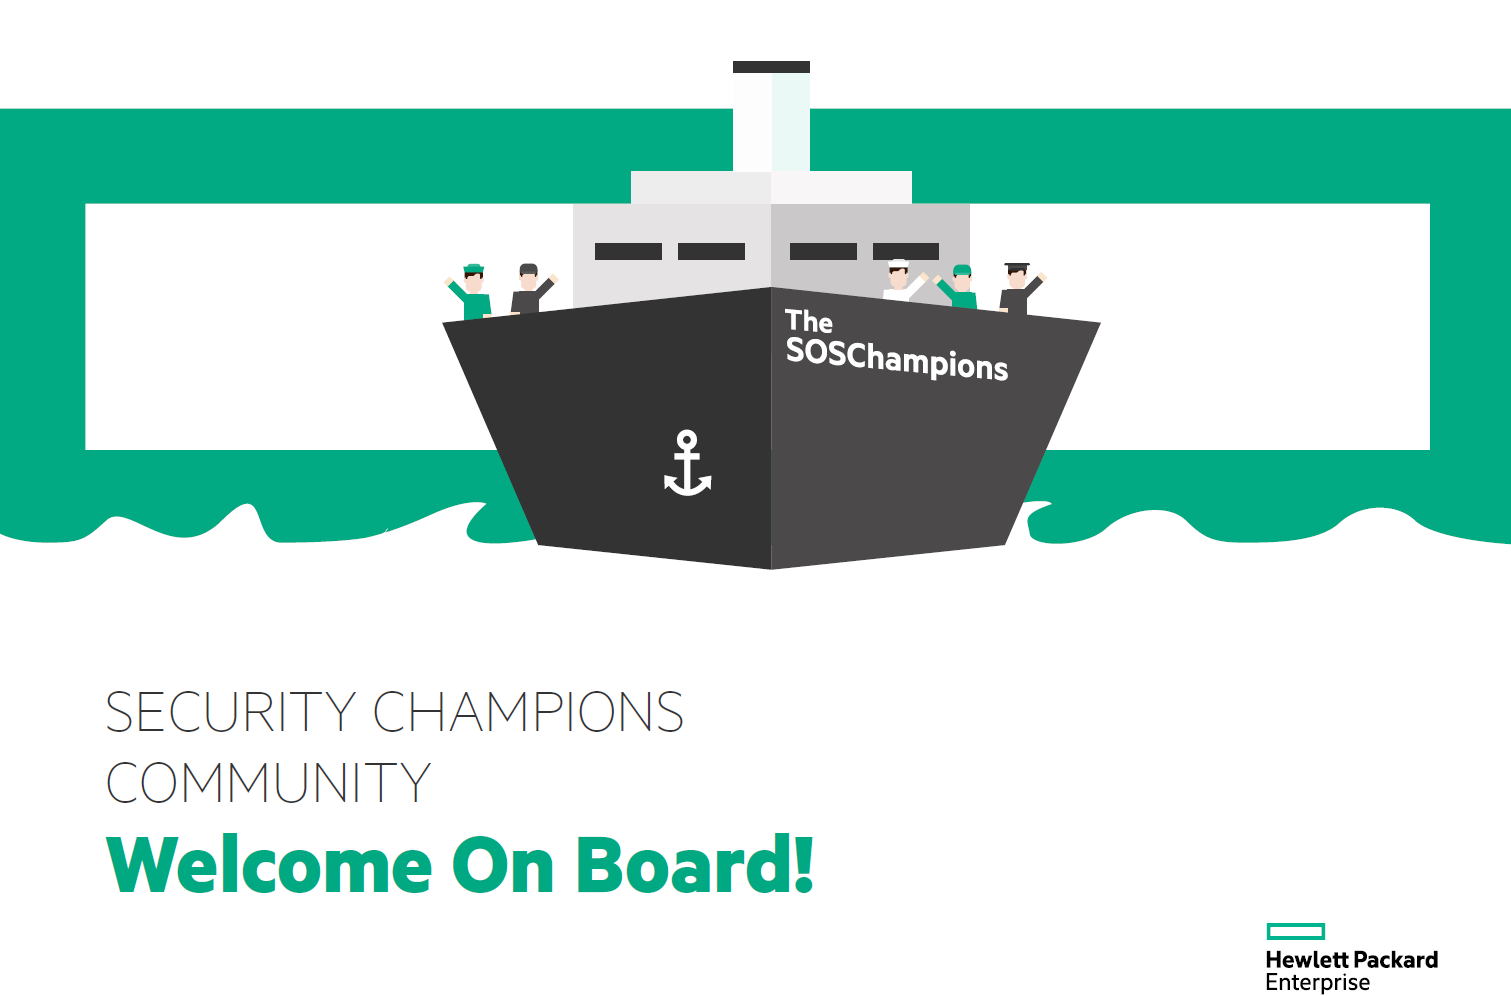 The
SOSChampions
SECURITY CHAMPIONS
COMMUNITY
Welcome On Board!
Hewlett Packard
Enterprise